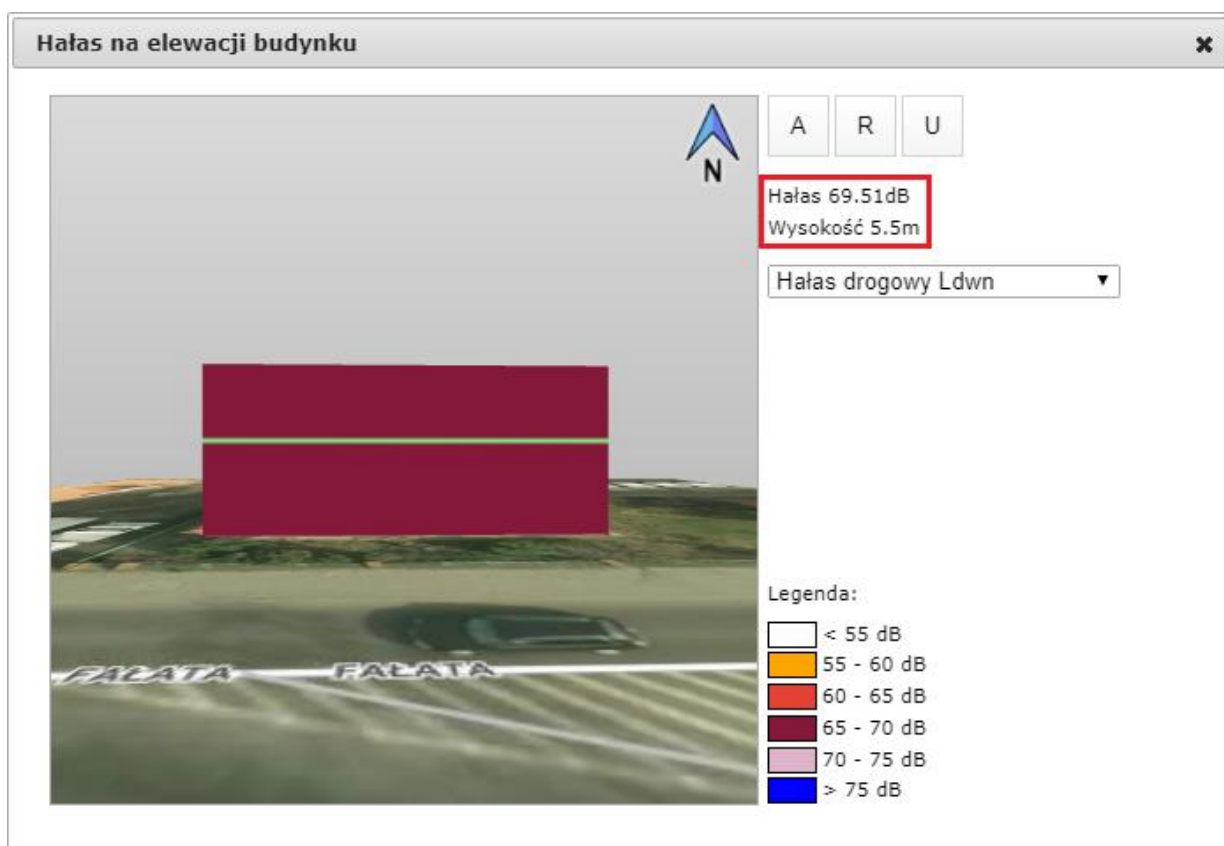 Hałas na elewacji budynku
N
A R U
Hałas 69.51dB
Wysokość 5.5m
Hałas drogowy Ldwn
FAŁATA FAŁATA
Legenda:
< 55 dB
55 - 60 dB
60 - 65 dB
65 - 70 dB
70 - 75 dB
> 75 dB